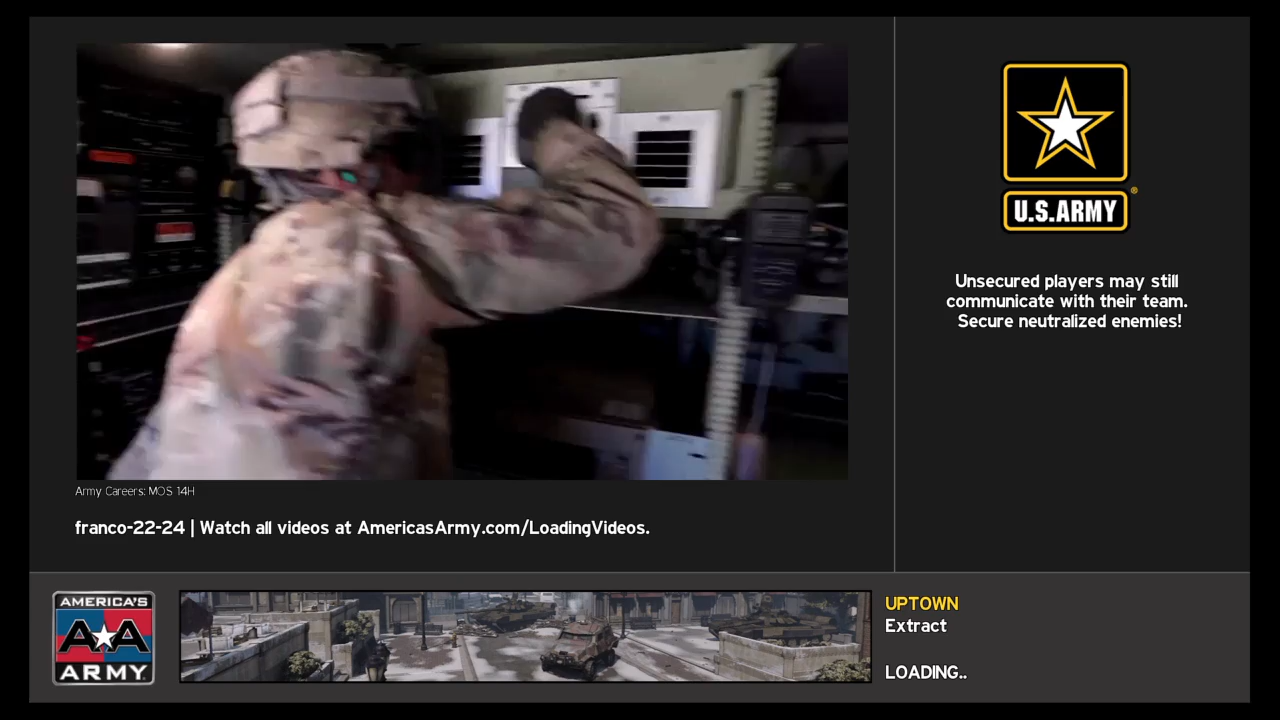 U.S.ARMY
Unsecured players may still
communicate with their team.
Secure neutralized enemies!
Army Careers: MOS 14H
franco-22-24 | Watch all videos at AmericasArmy.com/LoadingVideos.
AMERICA'S
AA
ARMY
UPTOWN
Extract
LOADING..